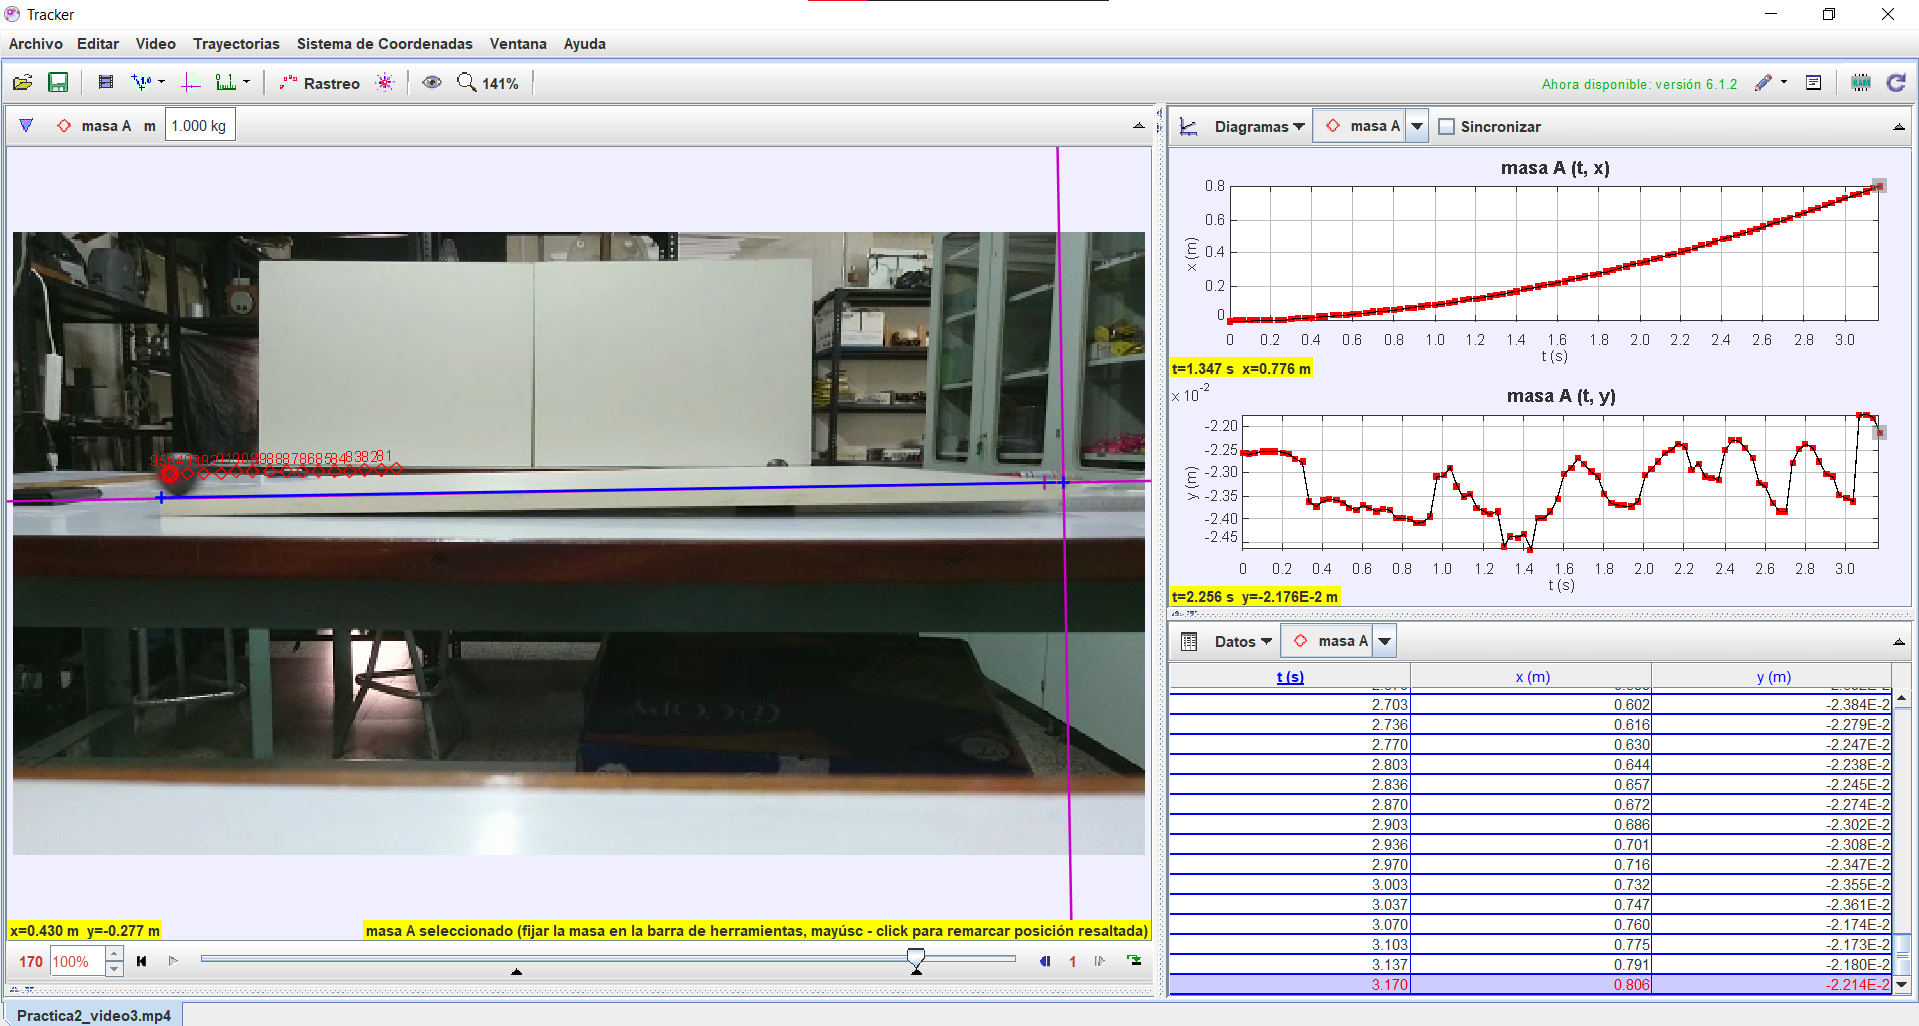 Tracker
Archivo Editar Video Trayectorias Sistema de Coordenadas Ventana Ayuda
Rastreo 141% Ahora disponible: versión 6.1.2
masa A m 1.000 kg
Diagramas masa A Sincronizar
masa A (t, x)
0.8
0.6
0.4
0.2
0
x (m)
0 0.2 0.4 0.6 0.8 1.0 1.2 1.4 1.6 1.8 2.0 2.2 2.4 2.6 2.8 3.0
t (s)
t=1.347 s x=0.776 m
x 10-2
masa A (t, y)
-2.20
-2.25
-2.30
-2.35
-2.40
-2.45
y (m)
0 0.2 0.4 0.6 0.8 1.0 1.2 1.4 1.6 1.8 2.0 2.2 2.4 2.6 2.8 3.0
t (s)
t=2.256 s y=-2.176E-2 m
Datos masa A
t (s) x (m) y (m)
2.703 0.602 -2.384E-2
2.736 0.616 -2.279E-2
2.770 0.630 -2.247E-2
2.803 0.644 -2.238E-2
2.836 0.657 -2.245E-2
2.870 0.672 -2.274E-2
2.903 0.686 -2.302E-2
2.936 0.701 -2.308E-2
2.970 0.716 -2.347E-2
3.003 0.732 -2.355E-2
3.037 0.747 -2.361E-2
3.070 0.760 -2.174E-2
3.103 0.775 -2.173E-2
3.137 0.791 -2.180E-2
3.170 0.806 -2.214E-2
x=0.430 m y=-0.277 m
masa A seleccionado (fijar la masa en la barra de herramientas, mayúsc - click para remarcar posición resaltada)
170 100% 1
Practica2_video3.mp4